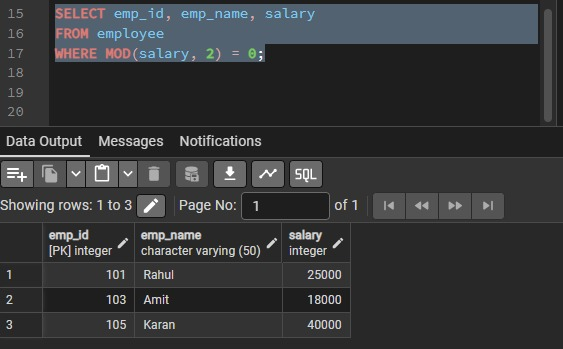 15 SELECT emp_id, emp_name, salary
16 FROM employee
17 WHERE MOD(salary, 2) = 0;
18
19
20
Data Output Messages Notifications
SQL
Showing rows: 1 to 3 Page No: 1 of 1
emp_id emp_name salary
[PK] integer character varying (50) integer
1 101 Rahul 25000
2 103 Amit 18000
3 105 Karan 40000